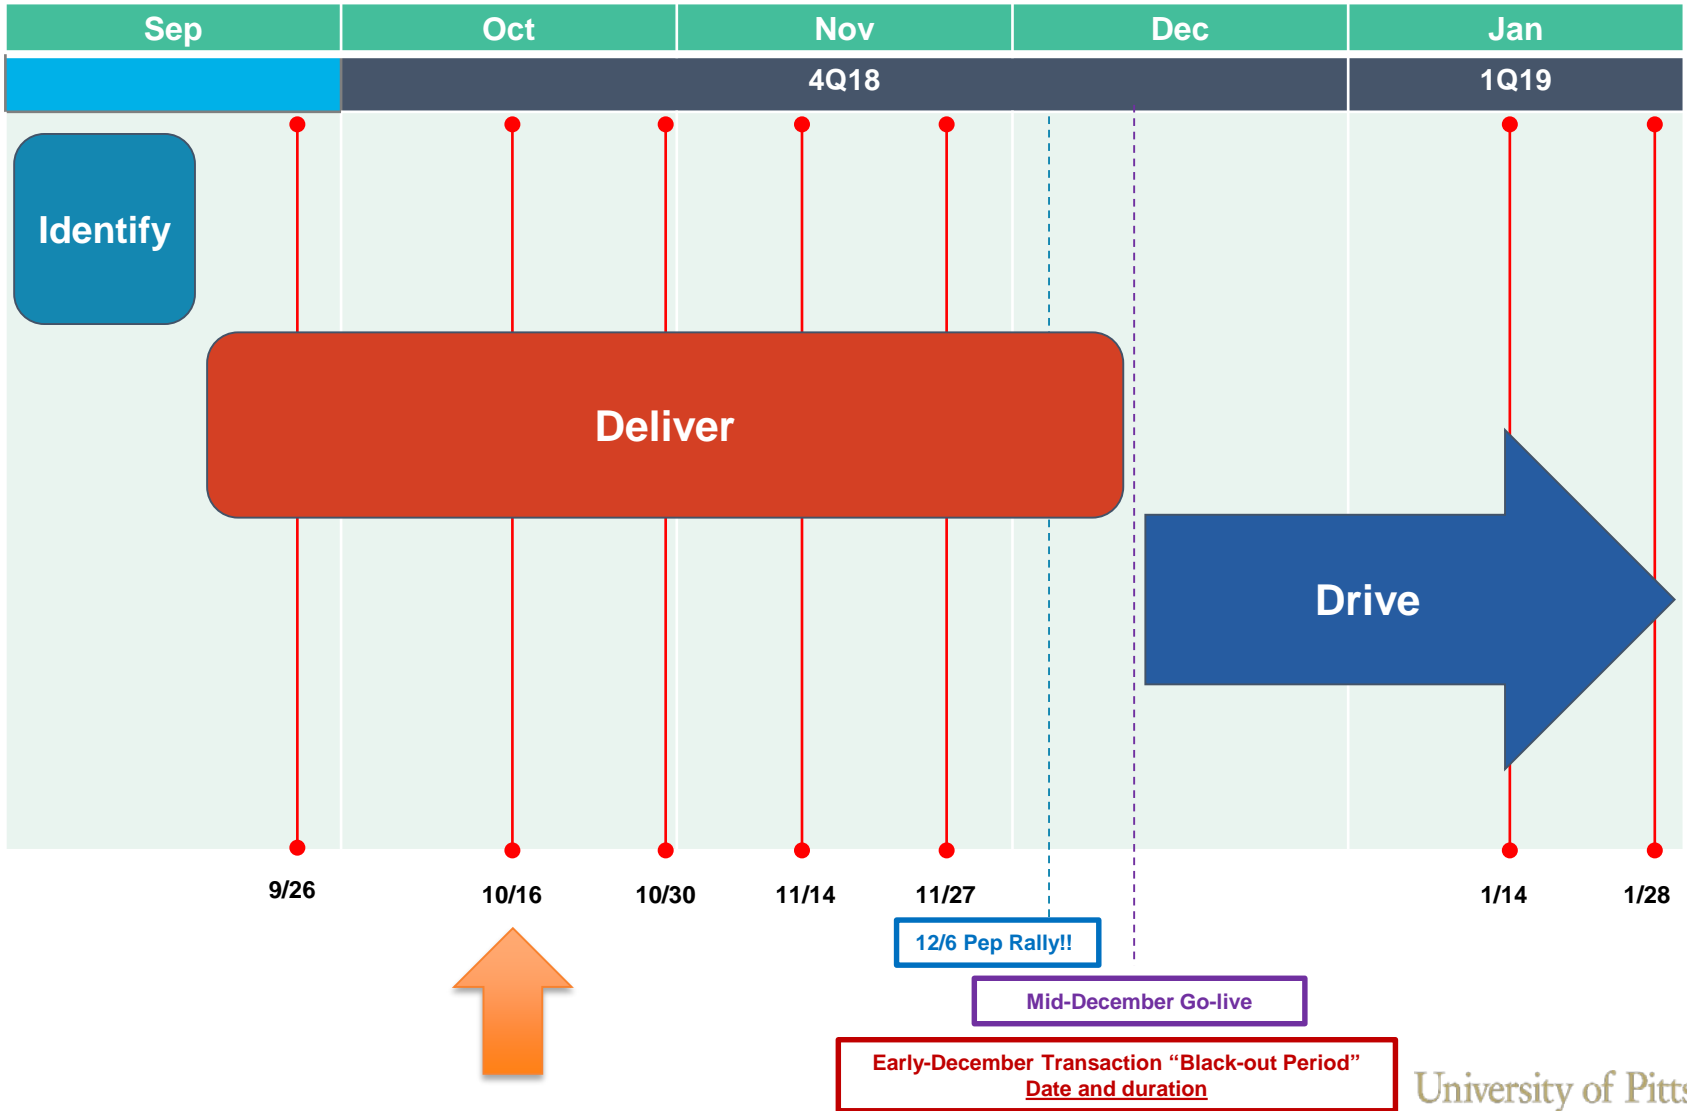 Sep Oct Nov Dec Jan
4Q18 1Q19
Identify
Deliver
Drive
9/26 10/16 10/30 11/14 11/27 1/14 1/28
12/6 Pep Rally!!
Mid-December Go-live
Early-December Transaction “Black-out Period”
Date and duration
University of Pitts